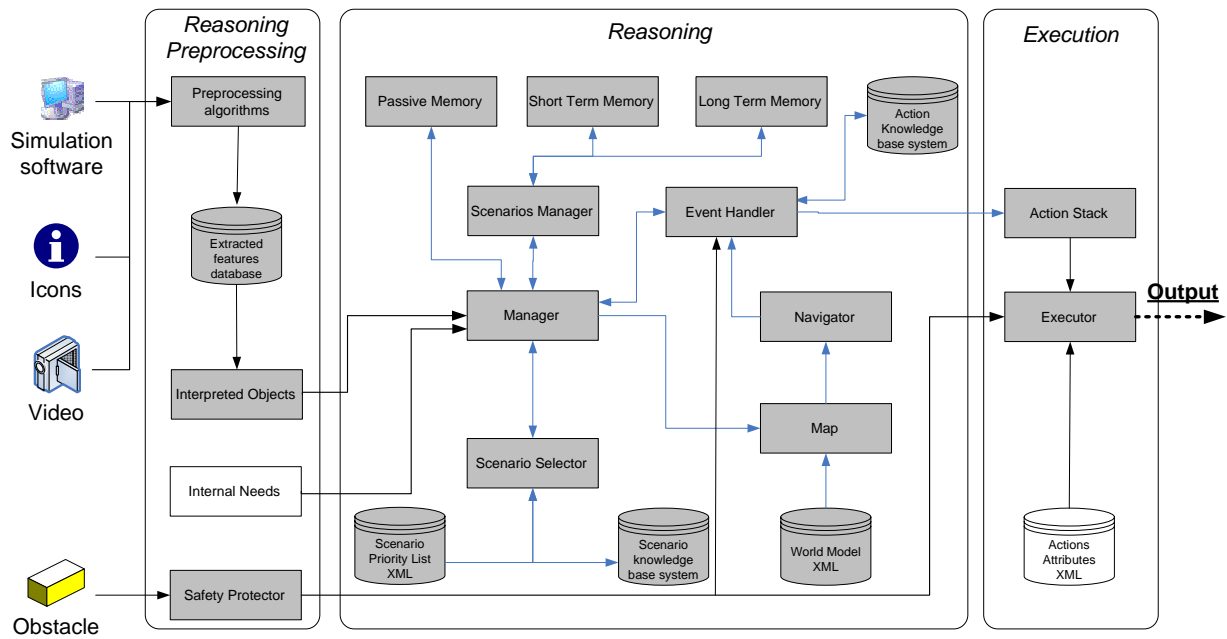 Reasoning
Preprocessing
Reasoning
Execution
Simulation
software
Icons
Video
Obstacle
Preprocessing
algorithms
Extracted
features
database
Interpreted Objects
Internal Needs
Safety Protector
Passive Memory
Short Term Memory
Long Term Memory
Action
Knowledge
base system
Scenarios Manager
Event Handler
Manager
Navigator
Map
Scenario Selector
Scenario
Priority List
XML
Scenario
knowledge
base system
World Model
XML
Action Stack
Executor
Actions
Attributes
XML
Output